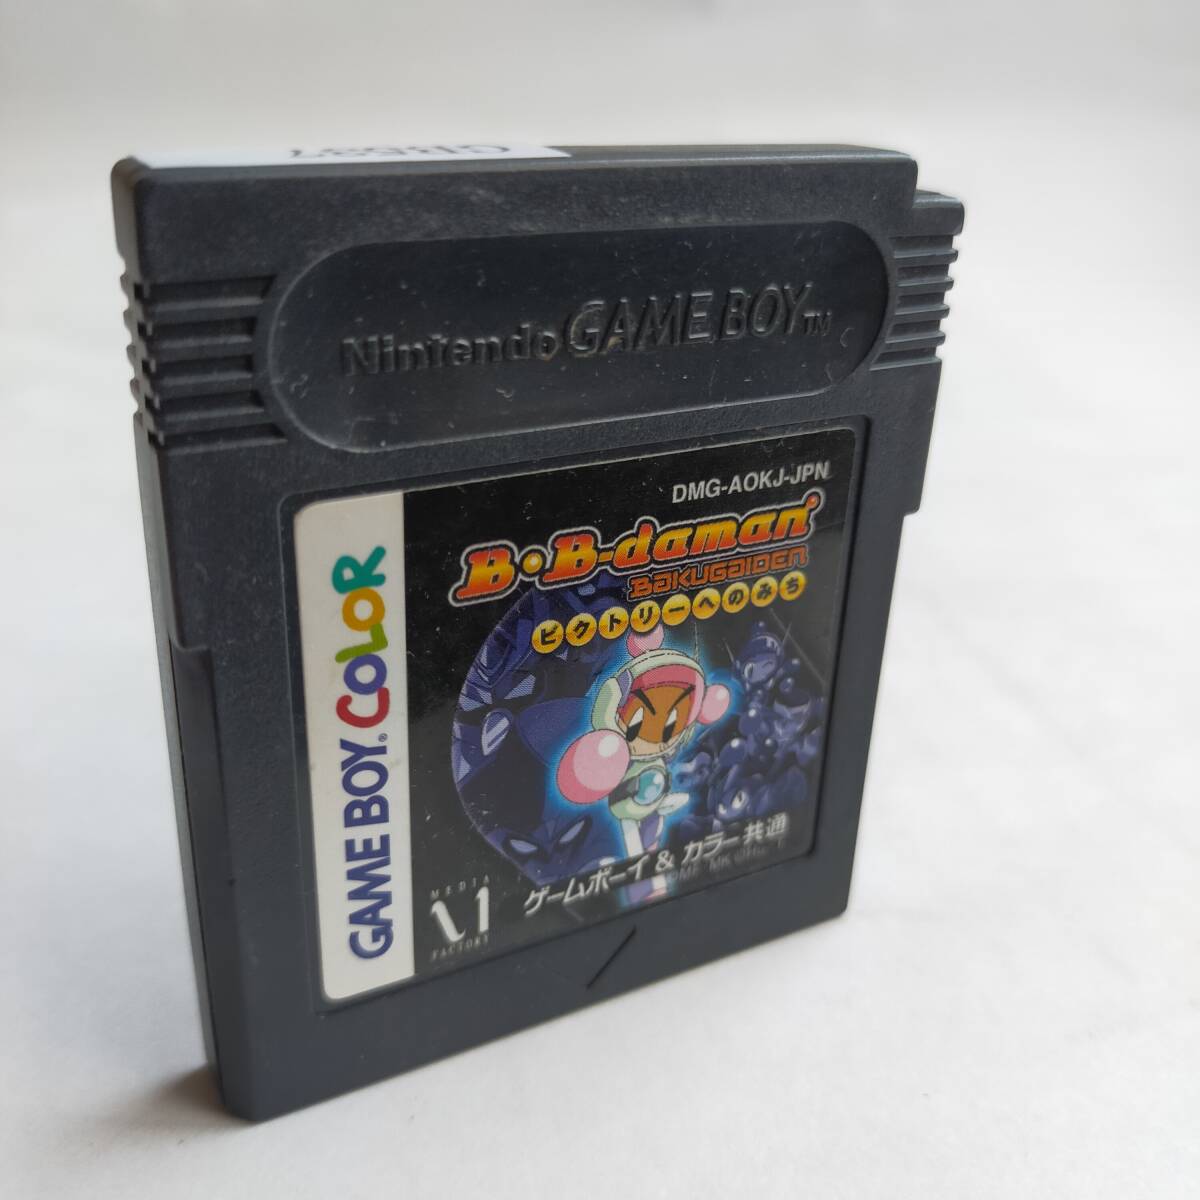 GB597
Nintendo GAME BOY TM
DMG-AOKJ-JPN
B・B-daman
BAKUGAIDEN
ビクトリーへのみち
GAME BOY COLOR
ゲームボーイ & カラー共通
MEDIA
FACTORY